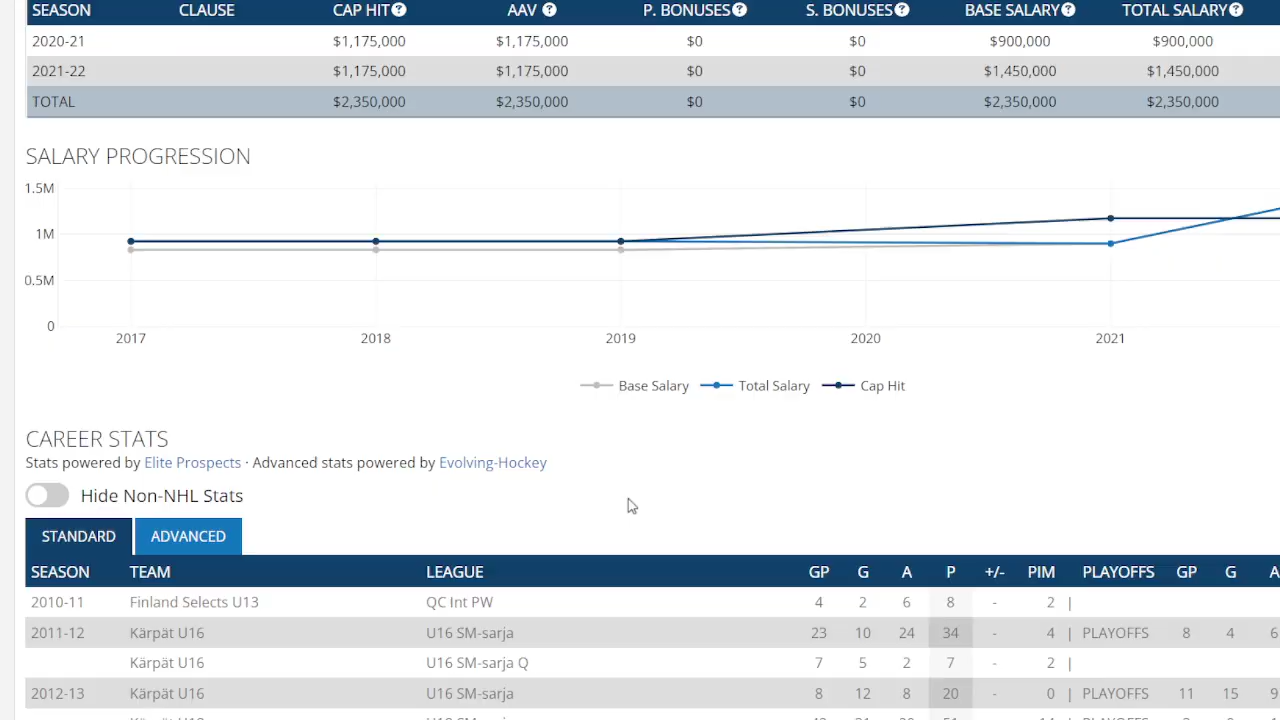 SEASON CLAUSE CAP HIT AAV P. BONUSES S. BONUSES BASE SALARY TOTAL SALARY
2020-21 $1,175,000 $1,175,000 $0 $0 $900,000 $900,000
2021-22 $1,175,000 $1,175,000 $0 $0 $1,450,000 $1,450,000
TOTAL $2,350,000 $2,350,000 $0 $0 $2,350,000 $2,350,000
SALARY PROGRESSION
1.5M
1M
0.5M
0
2017 2018 2019 2020 2021
Base Salary Total Salary Cap Hit
CAREER STATS
Stats powered by Elite Prospects · Advanced stats powered by Evolving-Hockey
Hide Non-NHL Stats
STANDARD ADVANCED
SEASON TEAM LEAGUE GP G A P +/- PIM PLAYOFFS GP G A
2010-11 Finland Selects U13 QC Int PW 4 2 6 8 - 2 |
2011-12 Kärpät U16 U16 SM-sarja 23 10 24 34 - 4 | PLAYOFFS 8 4 6
Kärpät U16 U16 SM-sarja Q 7 5 2 7 - 2 |
2012-13 Kärpät U16 U16 SM-sarja 8 12 8 20 - 0 | PLAYOFFS 11 15 9